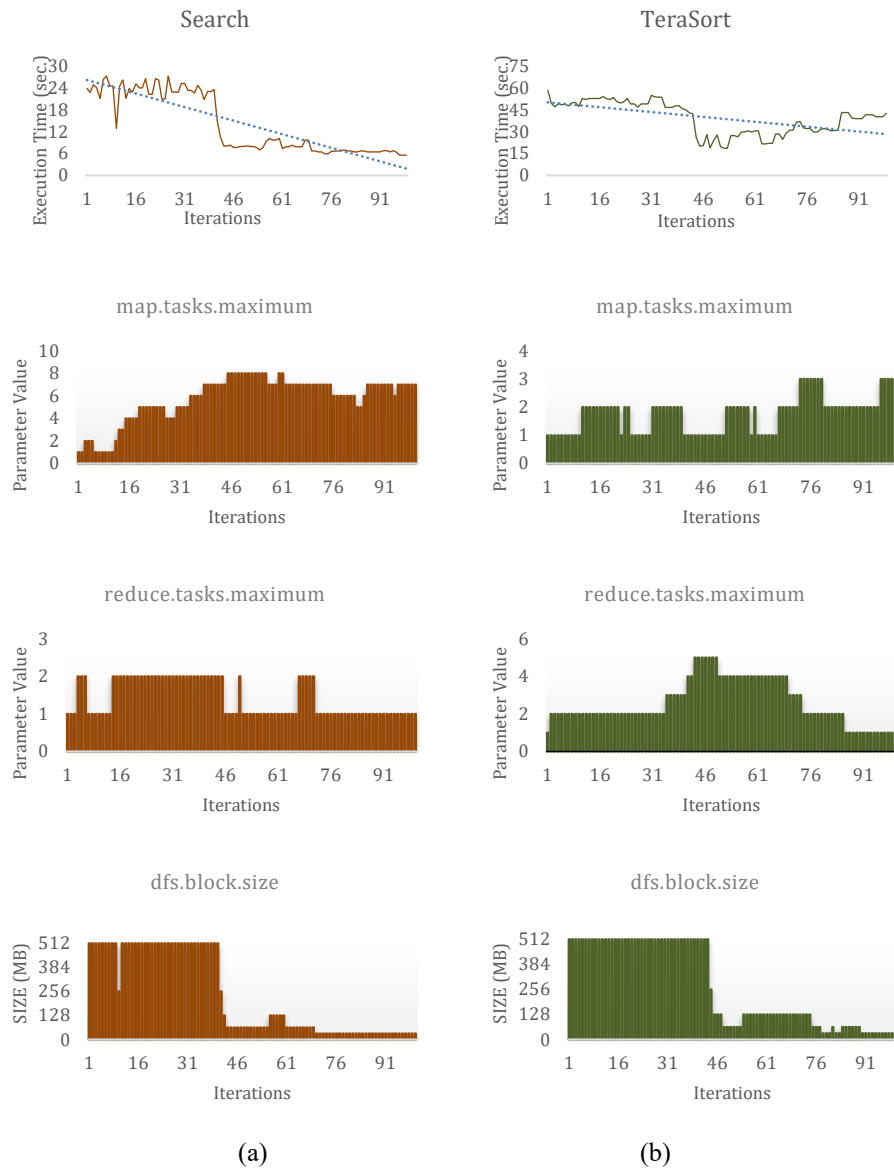 Search
Execution Time (sec.)
30
24
18
12
6
0
1 16 31 46 61 76 91
Iterations
map.tasks.maximum
Parameter Value
10
8
6
4
2
0
1 16 31 46 61 76 91
Iterations
reduce.tasks.maximum
Parameter Value
3
2
1
0
1 16 31 46 61 76 91
Iterations
dfs.block.size
SIZE (MB)
512
384
256
128
0
1 16 31 46 61 76 91
Iterations
(a)
TeraSort
Execution Time (sec.)
75
60
45
30
15
0
1 16 31 46 61 76 91
Iterations
map.tasks.maximum
Parameter Value
4
3
2
1
0
1 16 31 46 61 76 91
Iterations
reduce.tasks.maximum
Parameter Value
6
4
2
0
1 16 31 46 61 76 91
Iterations
dfs.block.size
SIZE (MB)
512
384
256
128
0
1 16 31 46 61 76 91
Iterations
(b)